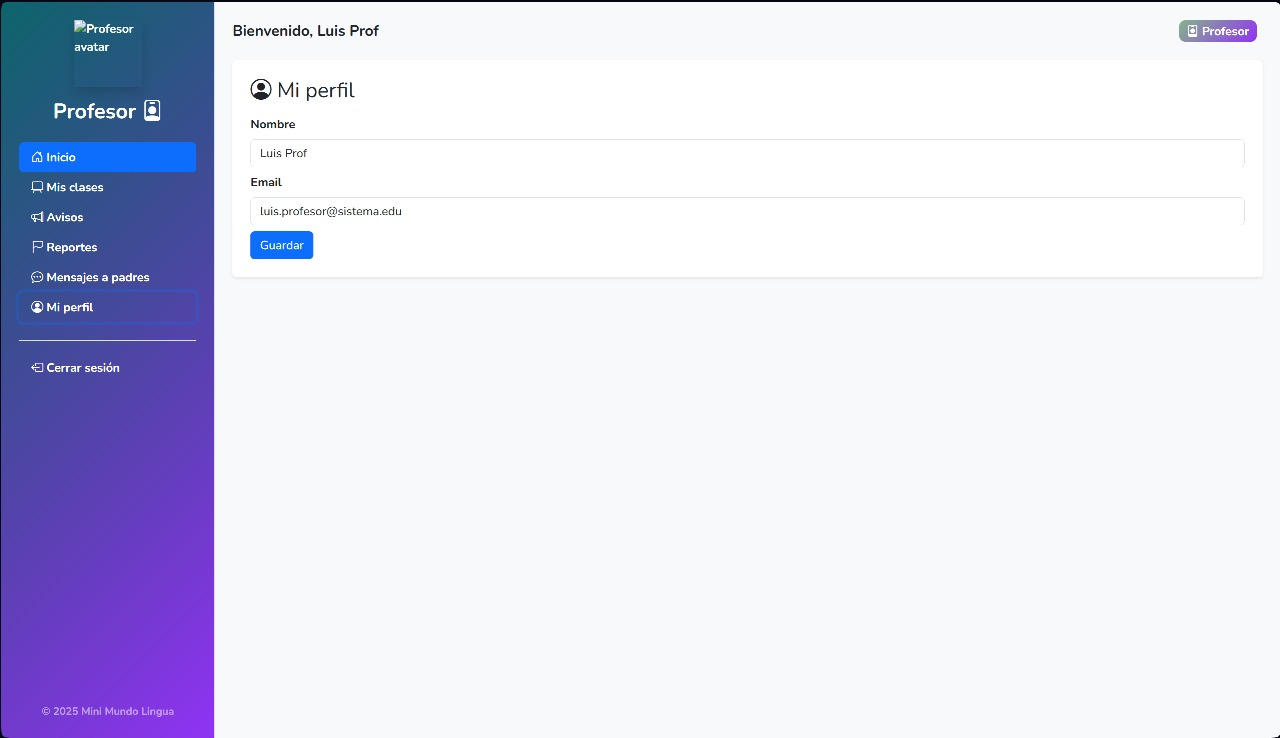 Profesor
avatar
Profesor
Inicio
Mis clases
Avisos
Reportes
Mensajes a padres
Mi perfil
Cerrar sesión
© 2025 Mini Mundo Lingua
Bienvenido, Luis Prof
Profesor
Mi perfil
Nombre
Luis Prof
Email
luis.profesor@sistema.edu
Guardar